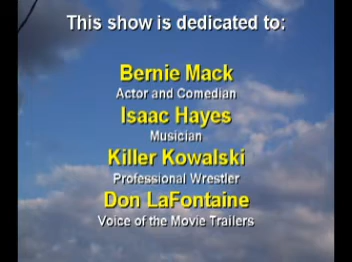 This show is dedicated to:
Bernie Mack
Actor and Comedian
Isaac Hayes
Musician
Killer Kowalski
Professional Wrestler
Don LaFontaine
Voice of the Movie Trailers